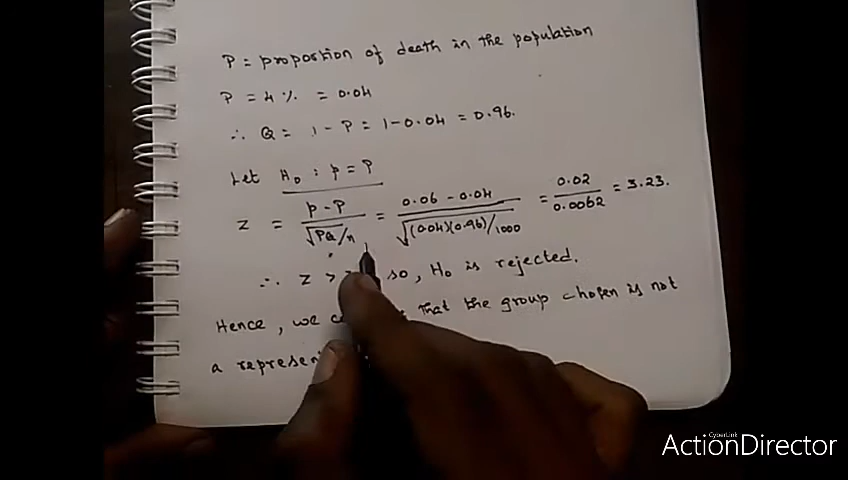 P = proportion of death in the population
P = 4 % = 0.04
∴ Q = 1 - P = 1 - 0.04 = 0.96.
Let H₀ : p = P
Z = p - P / √PQ/n = 0.06 - 0.04 / √(0.04)(0.96)/1000 = 0.02 / 0.0062 = 3.23.
∴ Z > so, H₀ is rejected.
Hence, we that the group chosen is not
a
CyberLink
ActionDirector